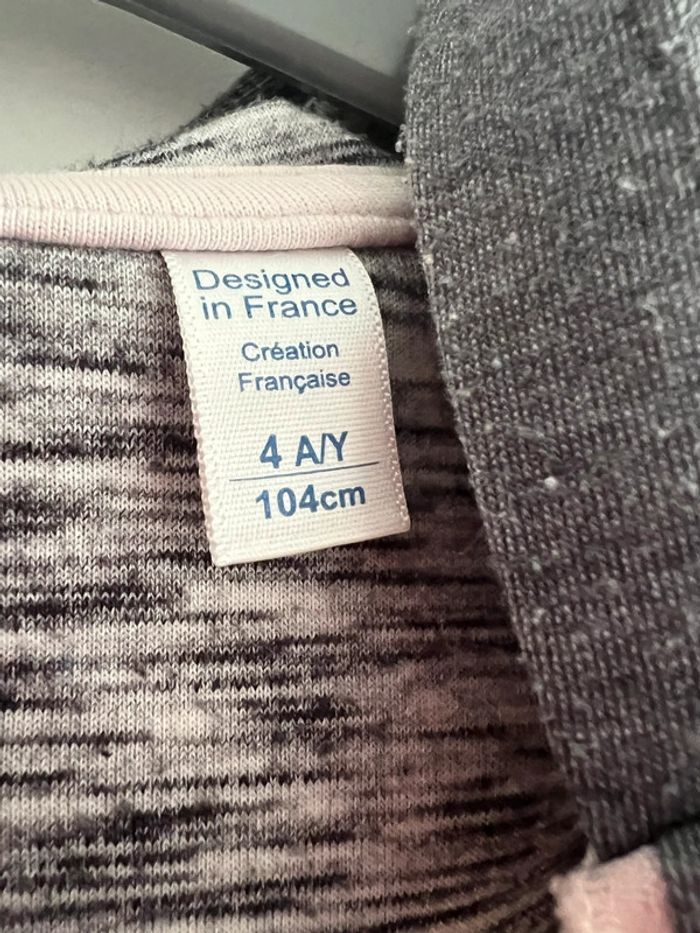 Designed
in France
Création
Française
4 A/Y
104cm